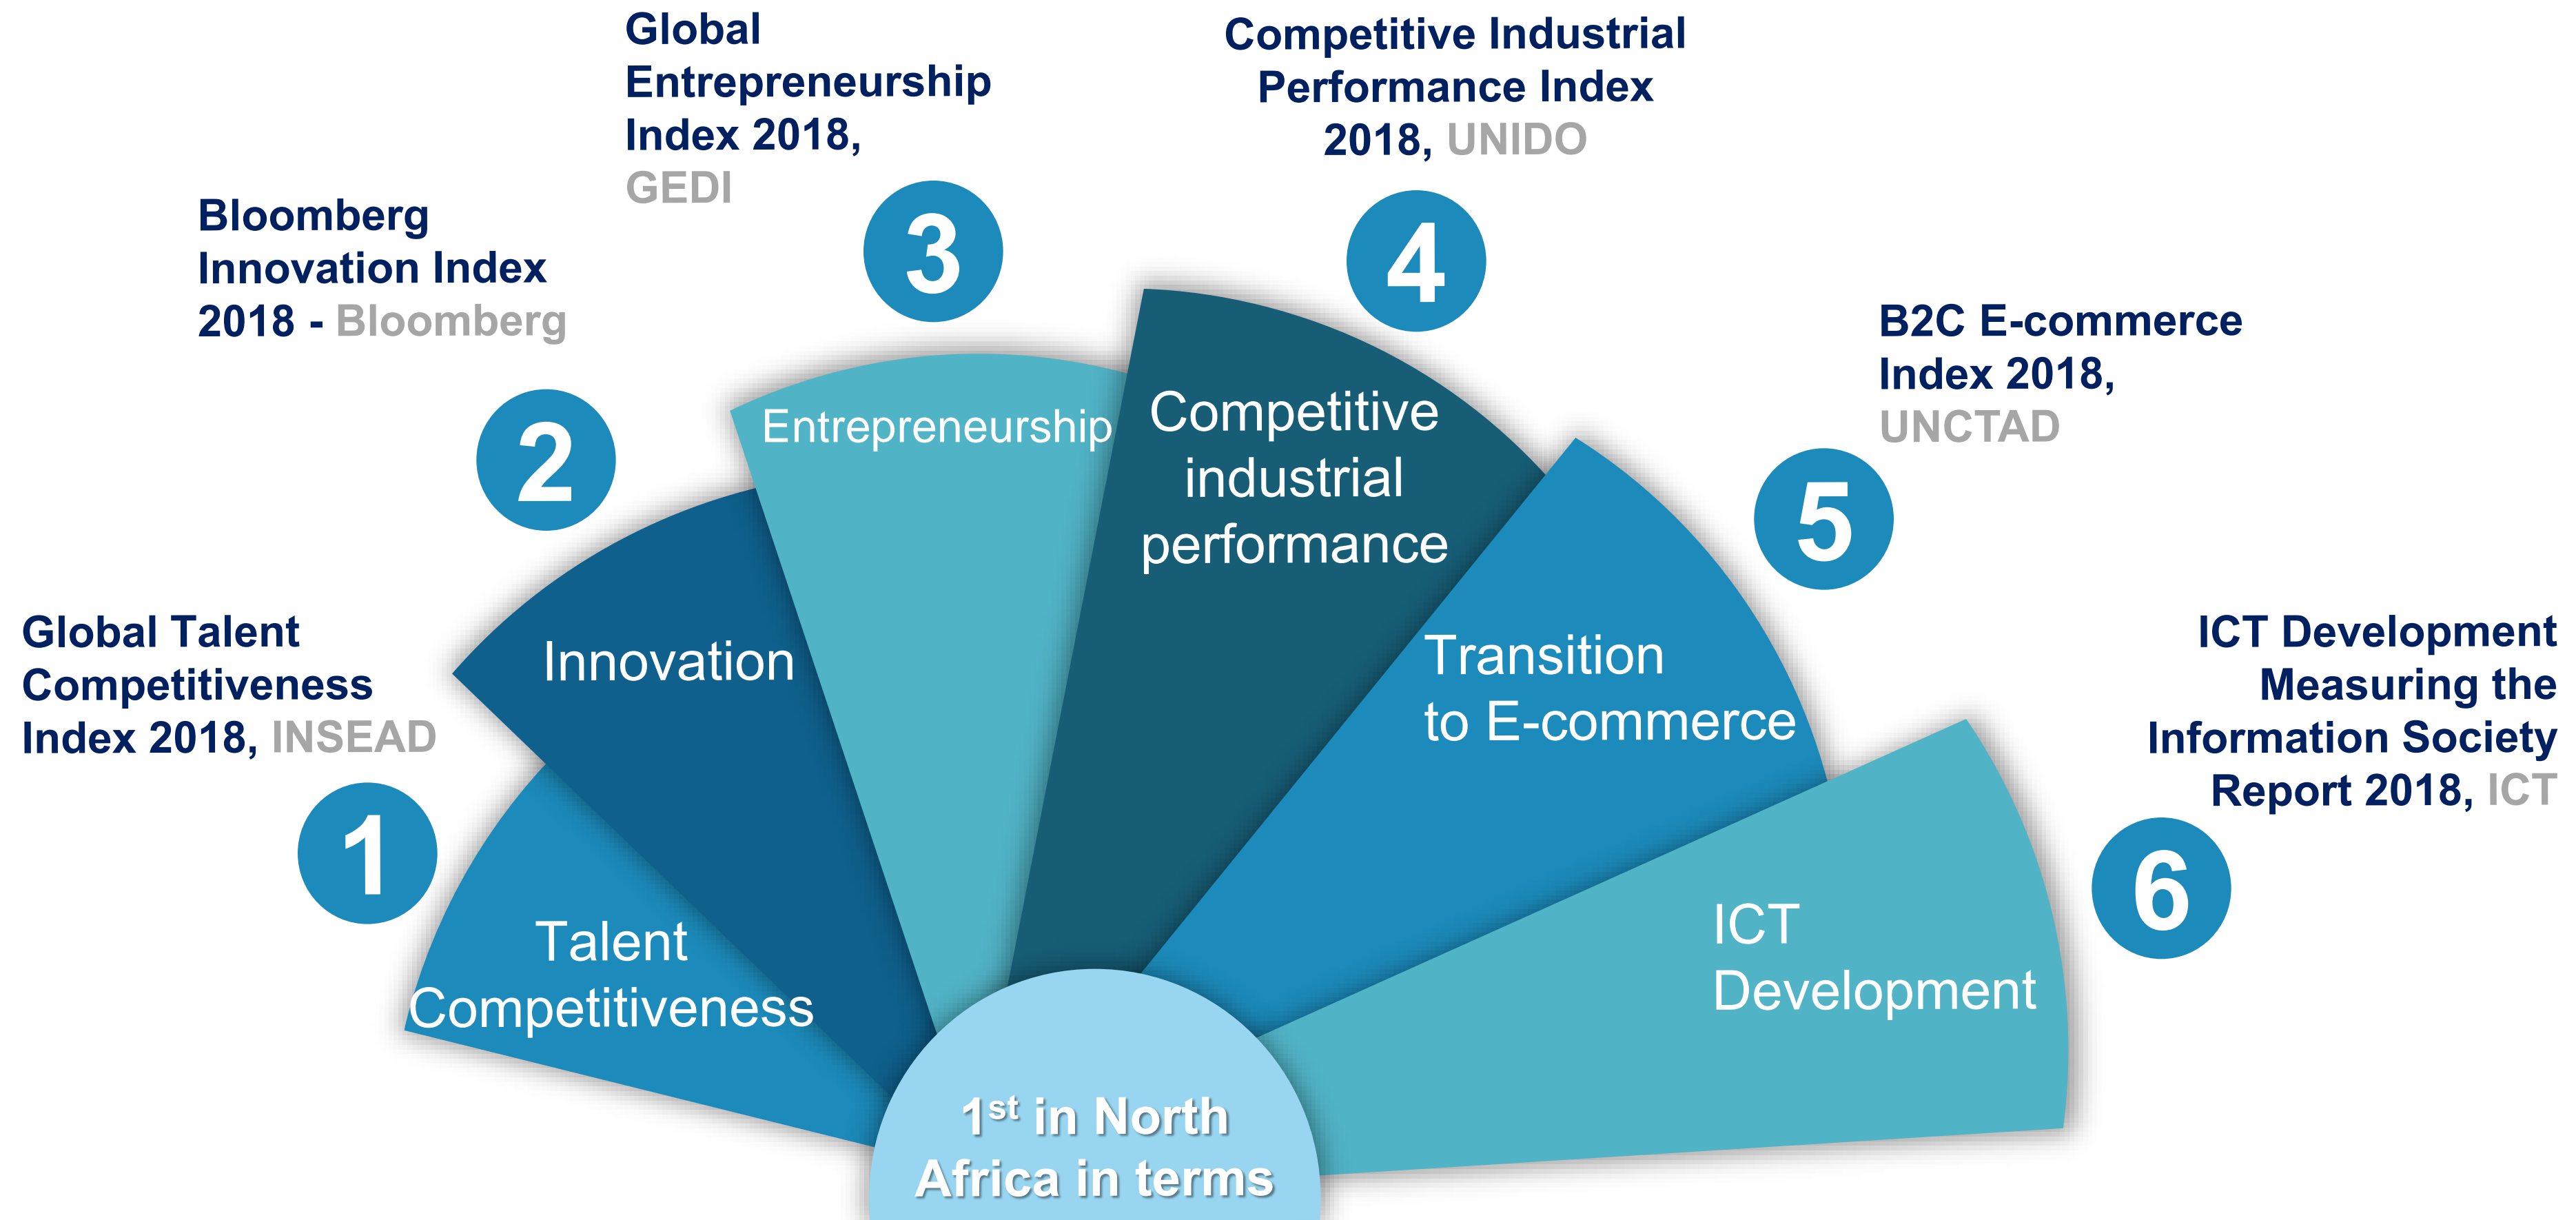 Global Talent
Competitiveness
Index 2018, INSEAD
1
Talent
Competitiveness
Bloomberg
Innovation Index
2018 - Bloomberg
2
Innovation
Global
Entrepreneurship
Index 2018,
GEDI
3
Entrepreneurship
Competitive Industrial
Performance Index
2018, UNIDO
4
Competitive
industrial
performance
B2C E-commerce
Index 2018,
UNCTAD
5
Transition
to E-commerce
ICT Development
Measuring the
Information Society
Report 2018, ICT
6
ICT
Development
1st in North
Africa in terms